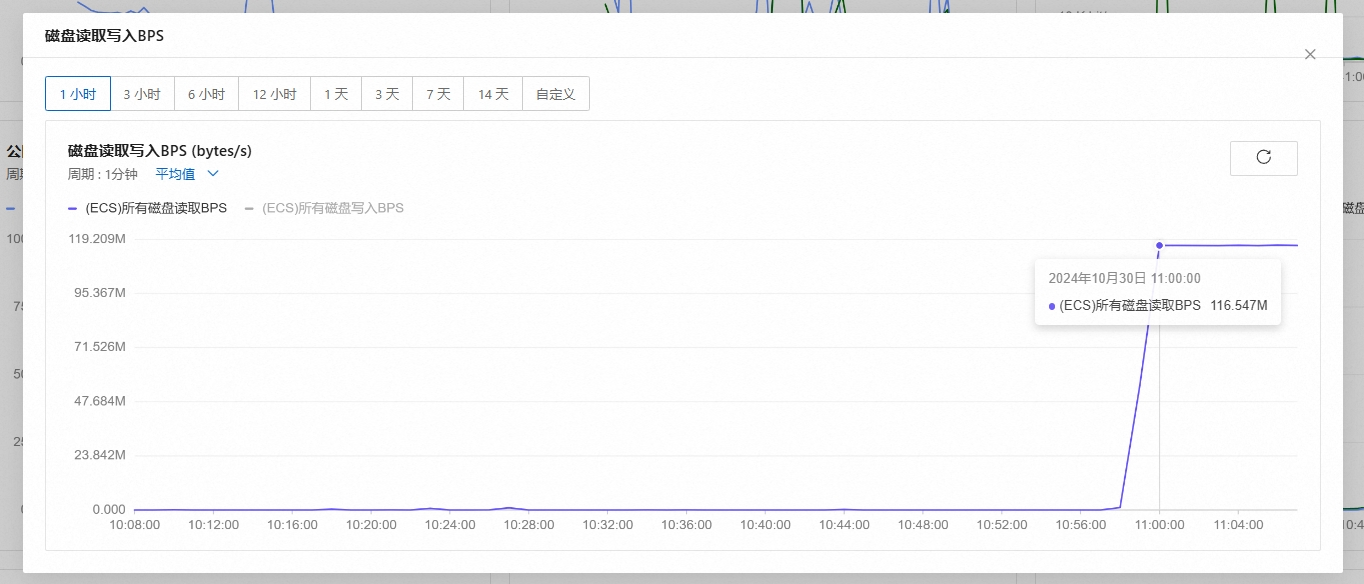 磁盘读取写入BPS
1 小时 3 小时 6 小时 12 小时 1 天 3 天 7 天 14 天 自定义
磁盘读取写入BPS (bytes/s)
周期 : 1分钟 平均值
(ECS)所有磁盘读取BPS (ECS)所有磁盘写入BPS
119.209M
95.367M
71.526M
47.684M
23.842M
0.000
2024年10月30日 11:00:00
(ECS)所有磁盘读取BPS 116.547M
10:08:00 10:12:00 10:16:00 10:20:00 10:24:00 10:28:00 10:32:00 10:36:00 10:40:00 10:44:00 10:48:00 10:52:00 10:56:00 11:00:00 11:04:00